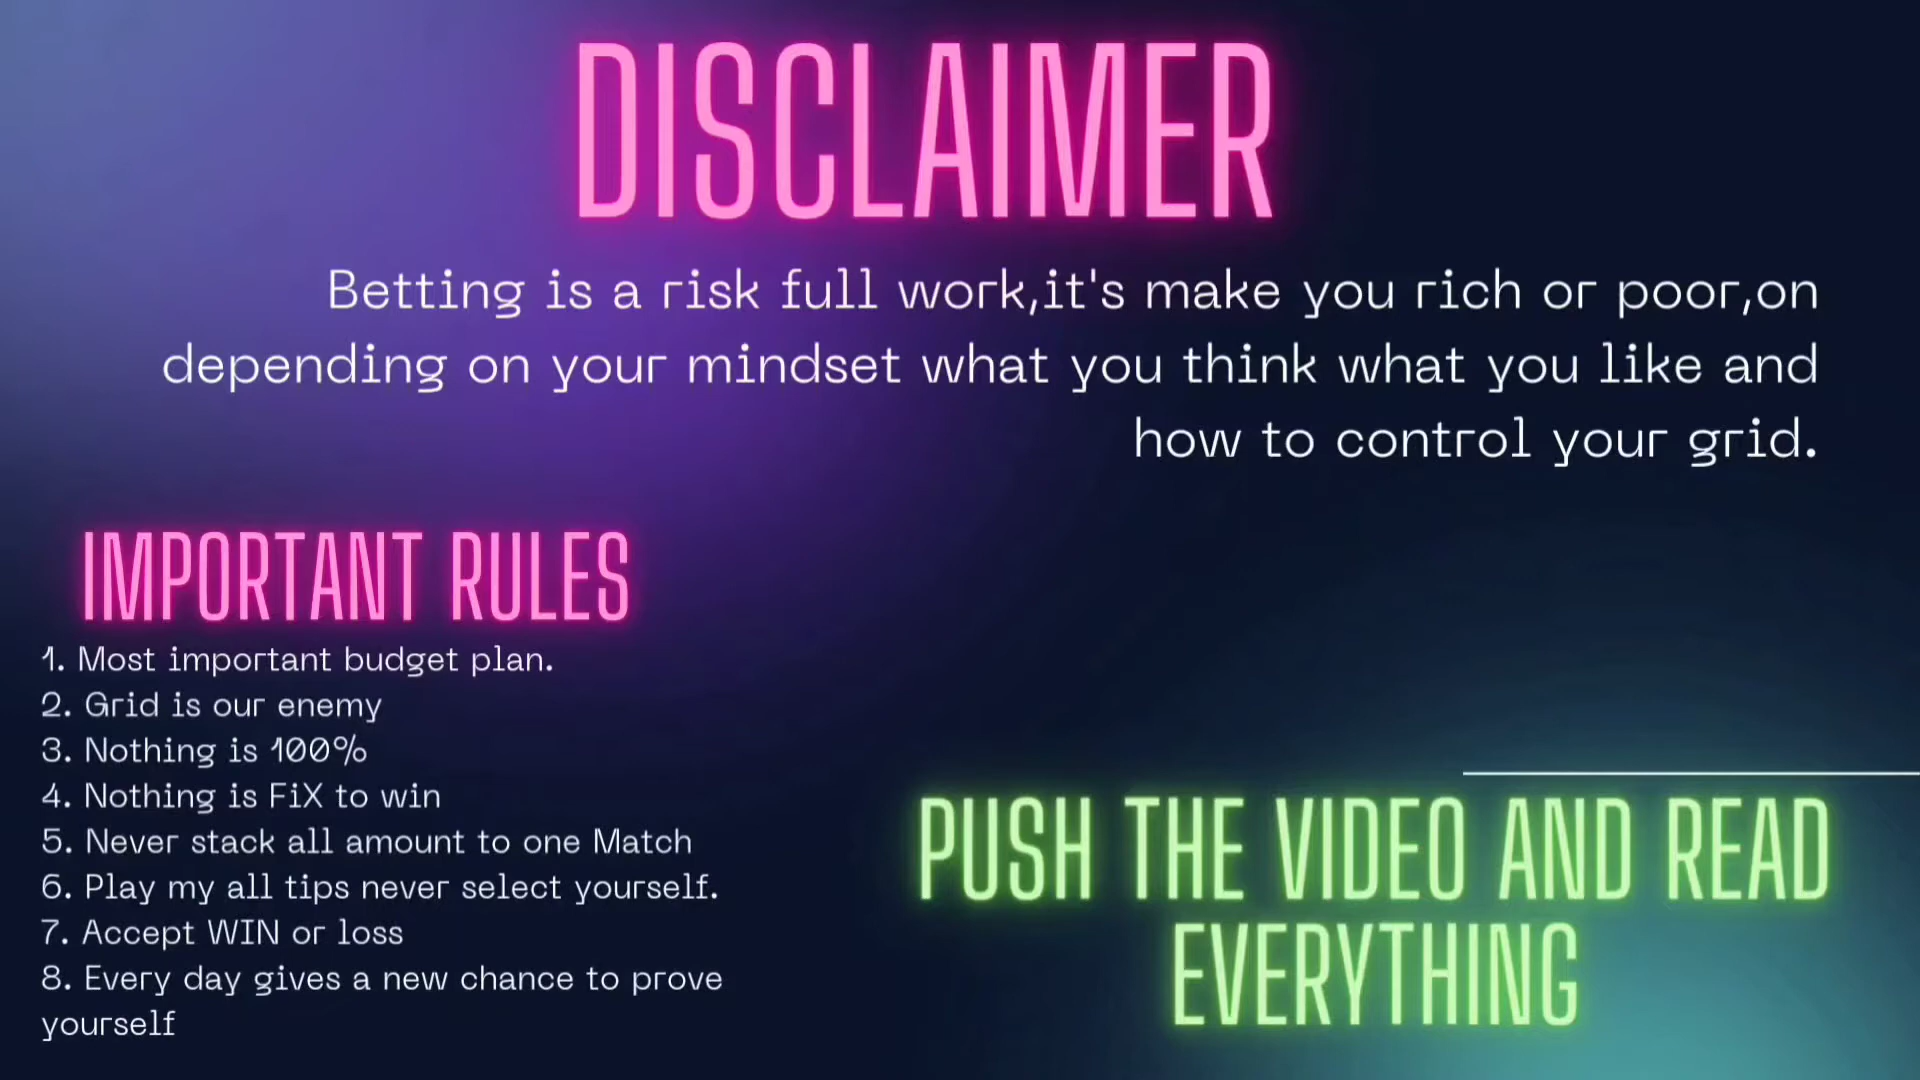 DISCLAIMER
Betting is a risk full work,it's make you rich or poor,on
depending on your mindset what you think what you like and
how to control your grid.
IMPORTANT RULES
1. Most important budget plan.
2. Grid is our enemy
3. Nothing is 100%
4. Nothing is FiX to win
5. Never stack all amount to one Match
6. Play my all tips never select yourself.
7. Accept WIN or loss
8. Every day gives a new chance to prove
yourself
PUSH THE VIDEO AND READ
EVERYTHING